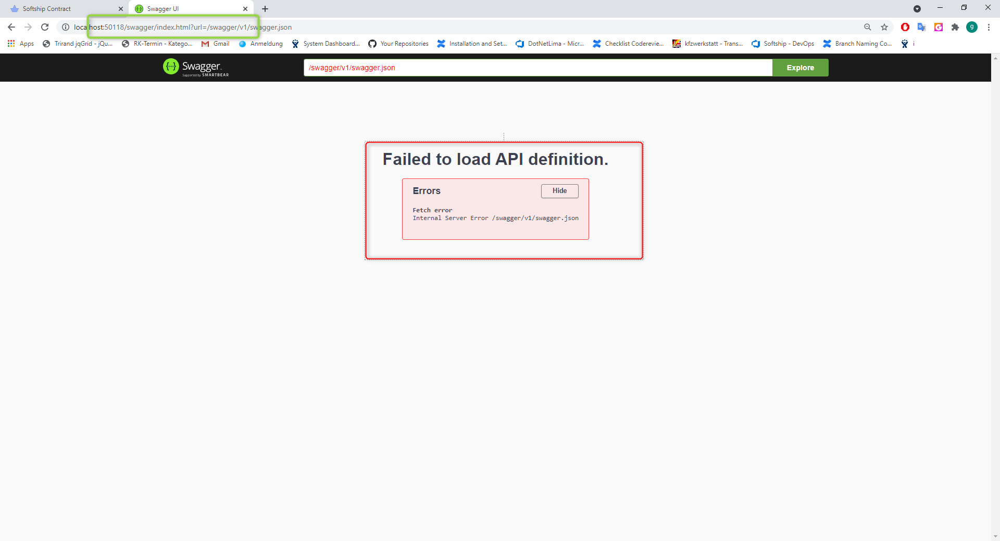 Softship Contract
Swagger UI
localhost:50118/swagger/index.html?url=/swagger/v1/swagger.json
g
Apps
Trirand jqGrid - jQu...
RK-Termin - Katego...
Gmail
Anmeldung
System Dashboard...
Your Repositories
Installation and Set...
DotNetLima - Micr...
Checklist Coderevie...
kfzwerkstatt - Trans...
Softship - DevOps
Branch Naming Co...
i
Swagger
Supported by SMARTBEAR
/swagger/v1/swagger.json
Explore
Failed to load API definition.
Errors
Hide
Fetch error
Internal Server Error /swagger/v1/swagger.json